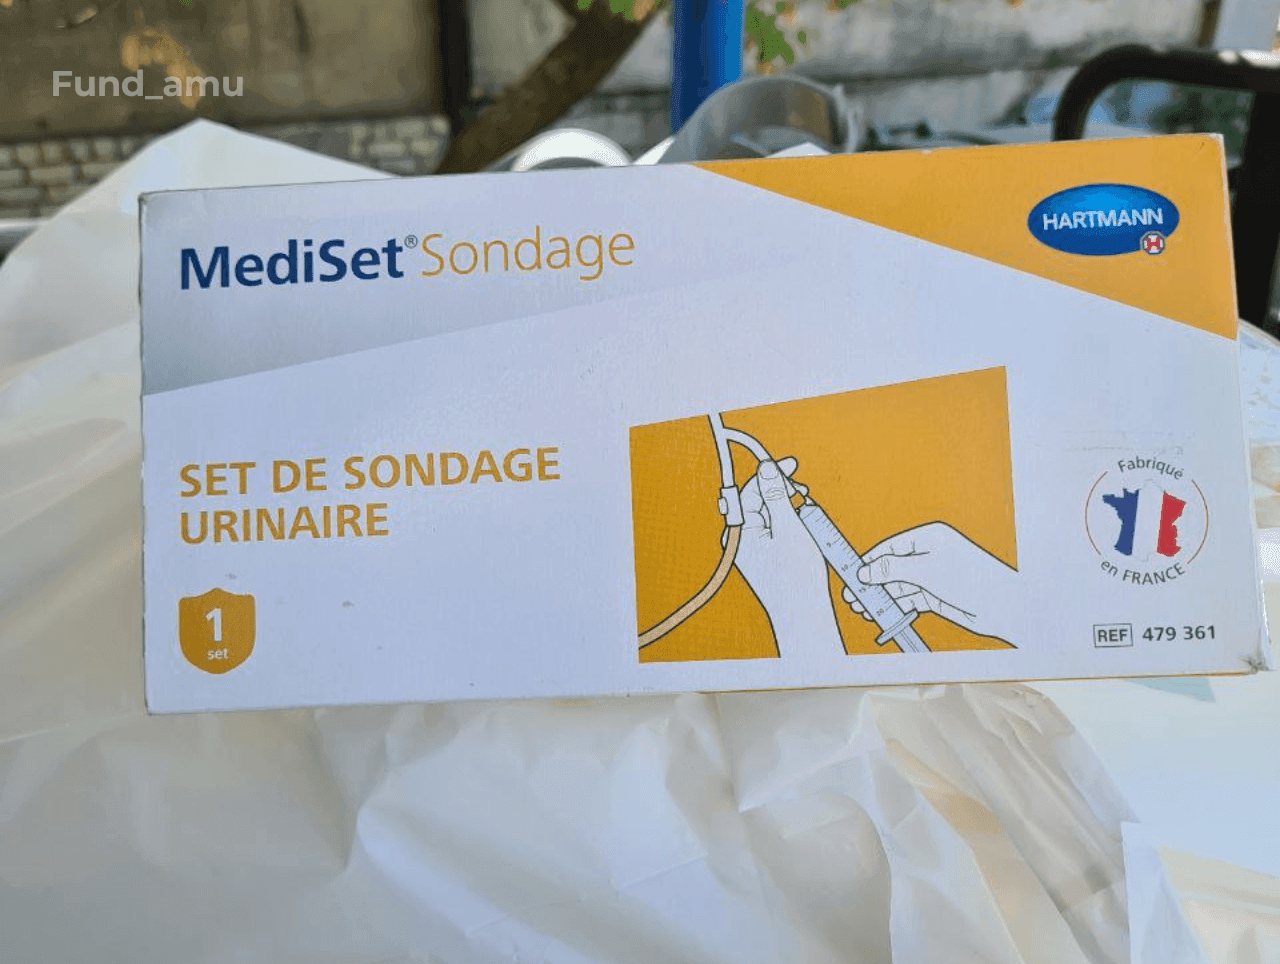 Fund_amu
HARTMANN
MediSet® Sondage
SET DE SONDAGE
URINAIRE
Fabriqué
en FRANCE
1
set
REF 479 361